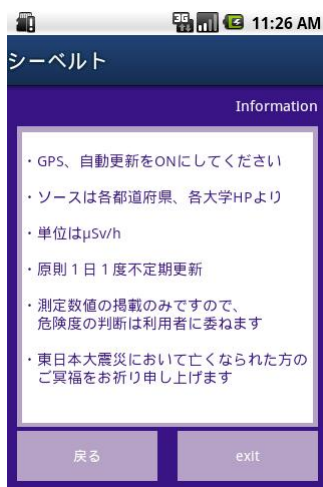 3G 11:26 AM
シーベルト
Information
・GPS、自動更新をONにしてください
・ソースは各都道府県、各大学HPより
・単位はμSv/h
・原則１日１度不定期更新
・測定数値の掲載のみですので、
危険度の判断は利用者に委ねます
・東日本大震災において亡くなられた方の
ご冥福をお祈り申し上げます
戻る exit